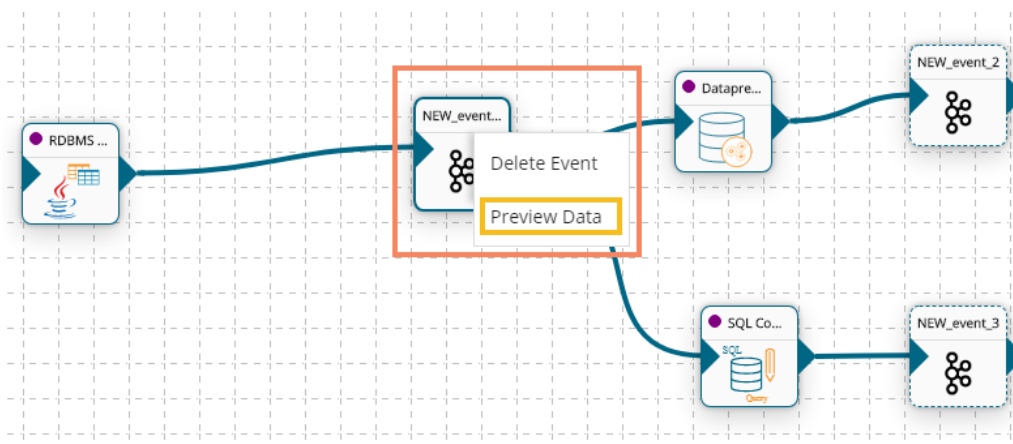 NEW_event_2
Datapre...
NEW_event...
RDBMS ...
Delete Event
Preview Data
SQL Co...
NEW_event_3
SQL
Query